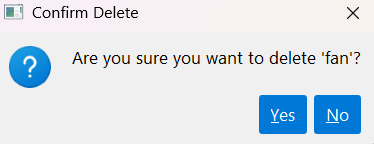 Confirm Delete
Are you sure you want to delete 'fan'?
Yes
No